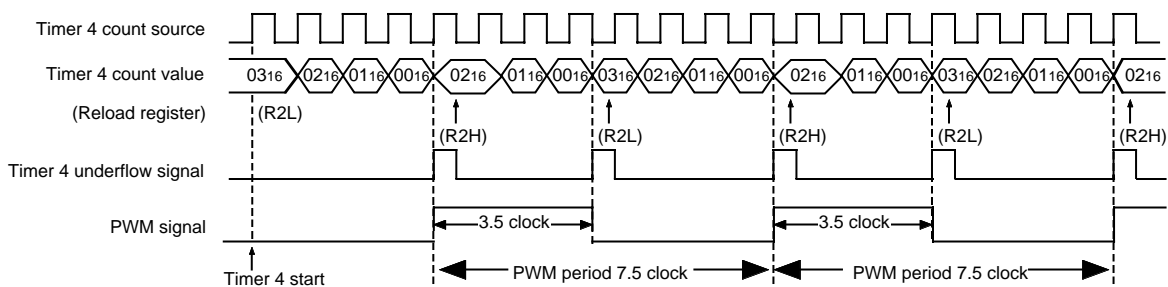 Timer 4 count source
Timer 4 count value 03₁₆ 02₁₆ 01₁₆ 00₁₆ 02₁₆ 01₁₆ 00₁₆ 03₁₆ 02₁₆ 01₁₆ 00₁₆ 02₁₆ 01₁₆ 00₁₆ 03₁₆ 02₁₆ 01₁₆ 00₁₆ 02₁₆
(Reload register) (R2L)
(R2H) (R2L) (R2H) (R2L) (R2H)
Timer 4 underflow signal
PWM signal 3.5 clock 3.5 clock
Timer 4 start PWM period 7.5 clock PWM period 7.5 clock